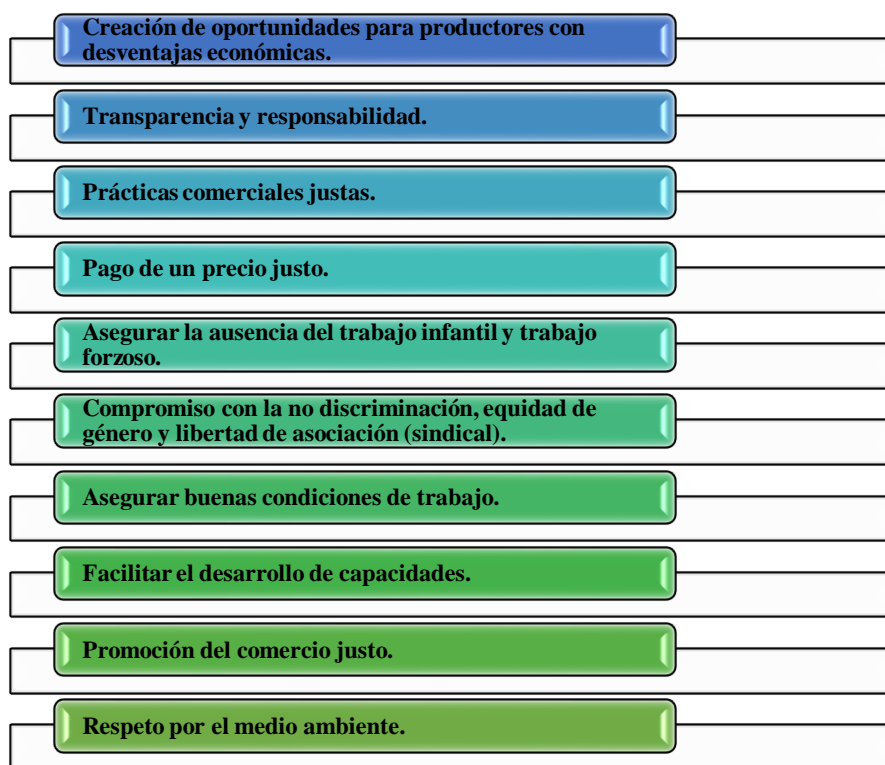 Creación de oportunidades para productores con
desventajas económicas.
Transparencia y responsabilidad.
Prácticas comerciales justas.
Pago de un precio justo.
Asegurar la ausencia del trabajo infantil y trabajo
forzoso.
Compromiso con la no discriminación, equidad de
género y libertad de asociación (sindical).
Asegurar buenas condiciones de trabajo.
Facilitar el desarrollo de capacidades.
Promoción del comercio justo.
Respeto por el medio ambiente.